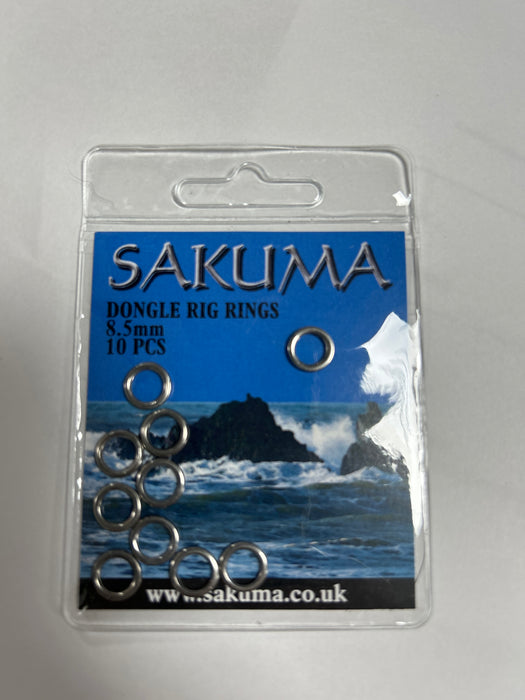 SAKUMA
DONGLE RIG RINGS
8.5mm
10 PCS
www.sakuma.co.uk